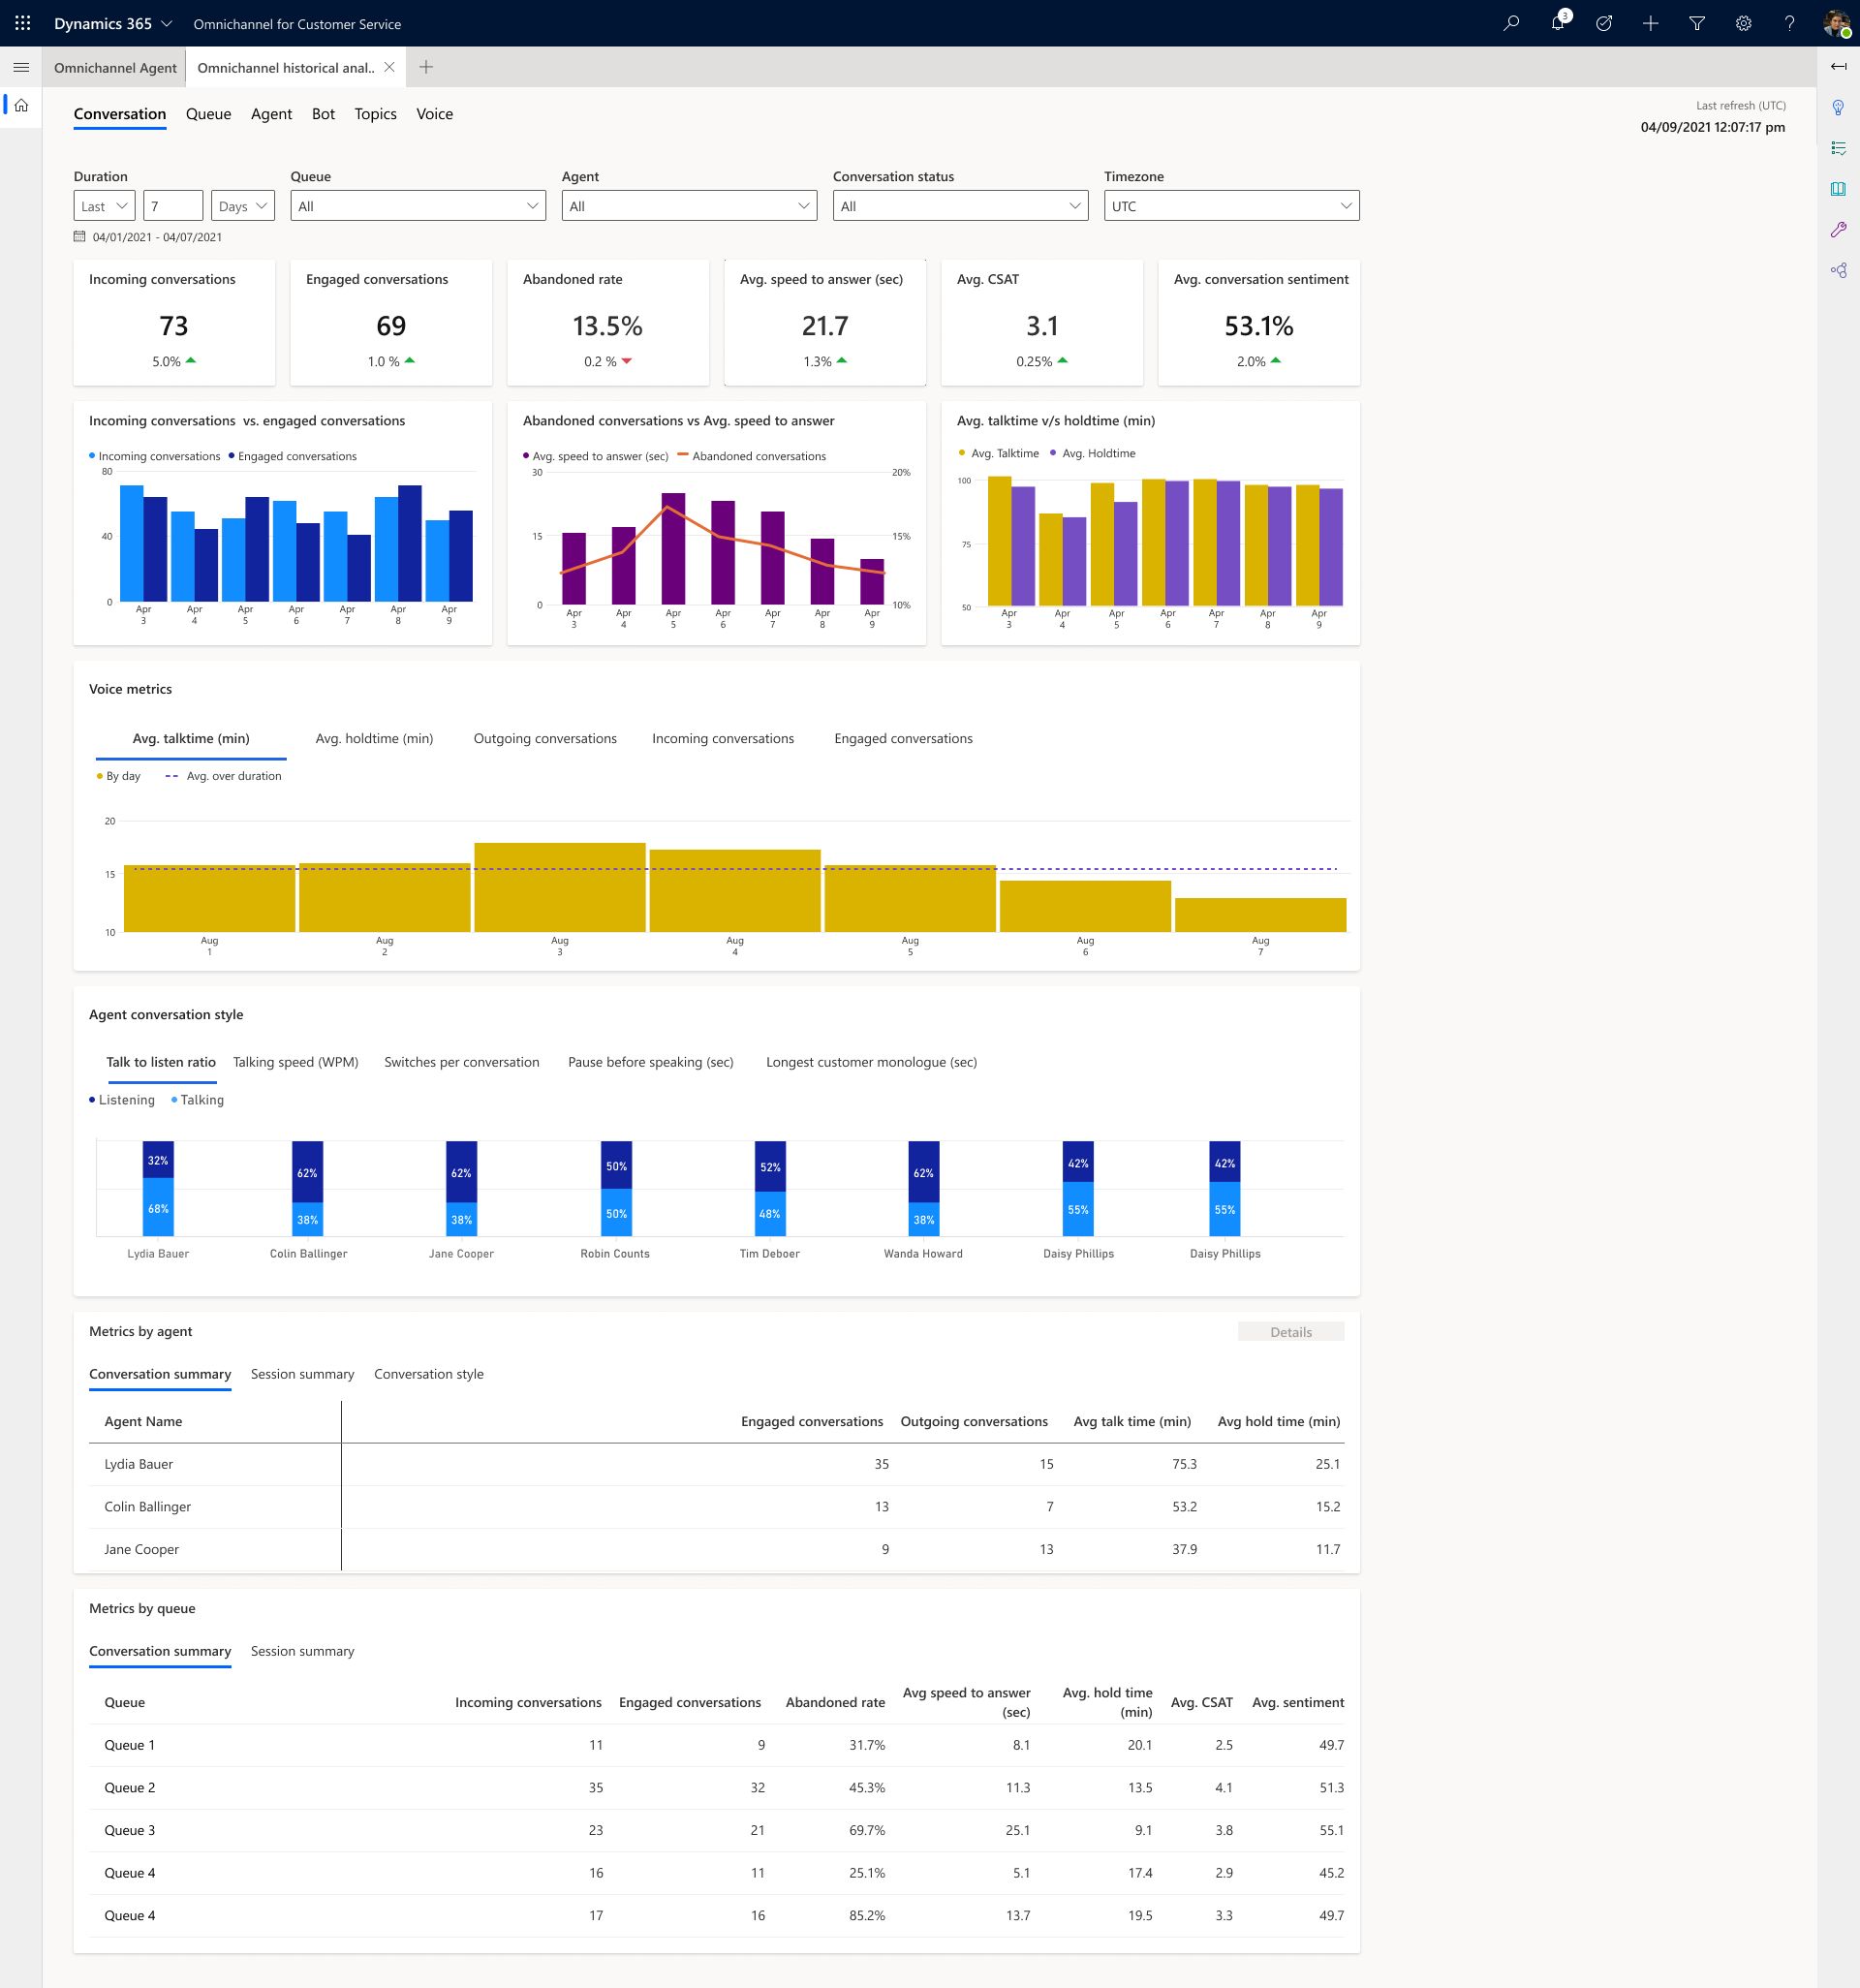 Dynamics 365 Omnichannel for Customer Service 3
Omnichannel Agent Omnichannel historical anal..
Conversation Queue Agent Bot Topics Voice
Last refresh (UTC)
04/09/2021 12:07:17 pm
Duration Queue Agent Conversation status Timezone
Last 7 Days All All All UTC
04/01/2021 - 04/07/2021
Incoming conversations
73
5.0%
Engaged conversations
69
1.0 %
Abandoned rate
13.5%
0.2 %
Avg. speed to answer (sec)
21.7
1.3%
Avg. CSAT
3.1
0.25%
Avg. conversation sentiment
53.1%
2.0%
Incoming conversations vs. engaged conversations
Incoming conversations Engaged conversations
80
40
0
Apr Apr Apr Apr Apr Apr Apr
3 4 5 6 7 8 9
Abandoned conversations vs Avg. speed to answer
Avg. speed to answer (sec) Abandoned conversations
30 20%
15 15%
0 10%
Apr Apr Apr Apr Apr Apr Apr
3 4 5 6 7 8 9
Avg. talktime v/s holdtime (min)
Avg. Talktime Avg. Holdtime
100
75
50
Apr Apr Apr Apr Apr Apr Apr
3 4 5 6 7 8 9
Voice metrics
Avg. talktime (min) Avg. holdtime (min) Outgoing conversations Incoming conversations Engaged conversations
By day Avg. over duration
20
15
10
Aug Aug Aug Aug Aug Aug Aug
1 2 3 4 5 6 7
Agent conversation style
Talk to listen ratio Talking speed (WPM) Switches per conversation Pause before speaking (sec) Longest customer monologue (sec)
Listening Talking
32% 62% 62% 50% 52% 62% 42% 42%
68% 38% 38% 50% 48% 38% 55% 55%
Lydia Bauer Colin Ballinger Jane Cooper Robin Counts Tim Deboer Wanda Howard Daisy Phillips Daisy Phillips
Metrics by agent Details
Conversation summary Session summary Conversation style
Agent Name Engaged conversations Outgoing conversations Avg talk time (min) Avg hold time (min)
Lydia Bauer 35 15 75.3 25.1
Colin Ballinger 13 7 53.2 15.2
Jane Cooper 9 13 37.9 11.7
Metrics by queue
Conversation summary Session summary
Queue Incoming conversations Engaged conversations Abandoned rate Avg speed to answer (sec) Avg. hold time (min) Avg. CSAT Avg. sentiment
Queue 1 11 9 31.7% 8.1 20.1 2.5 49.7
Queue 2 35 32 45.3% 11.3 13.5 4.1 51.3
Queue 3 23 21 69.7% 25.1 9.1 3.8 55.1
Queue 4 16 11 25.1% 5.1 17.4 2.9 45.2
Queue 4 17 16 85.2% 13.7 19.5 3.3 49.7